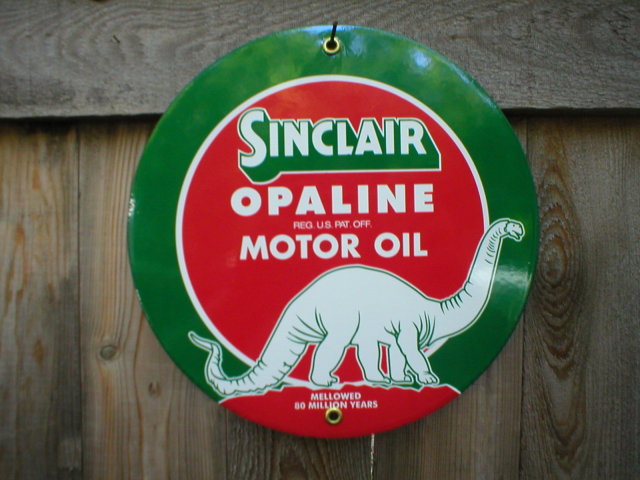 SINCLAIR
OPALINE
REG. U.S. PAT. OFF.
MOTOR OIL
MELLOWED
80 MILLION YEARS